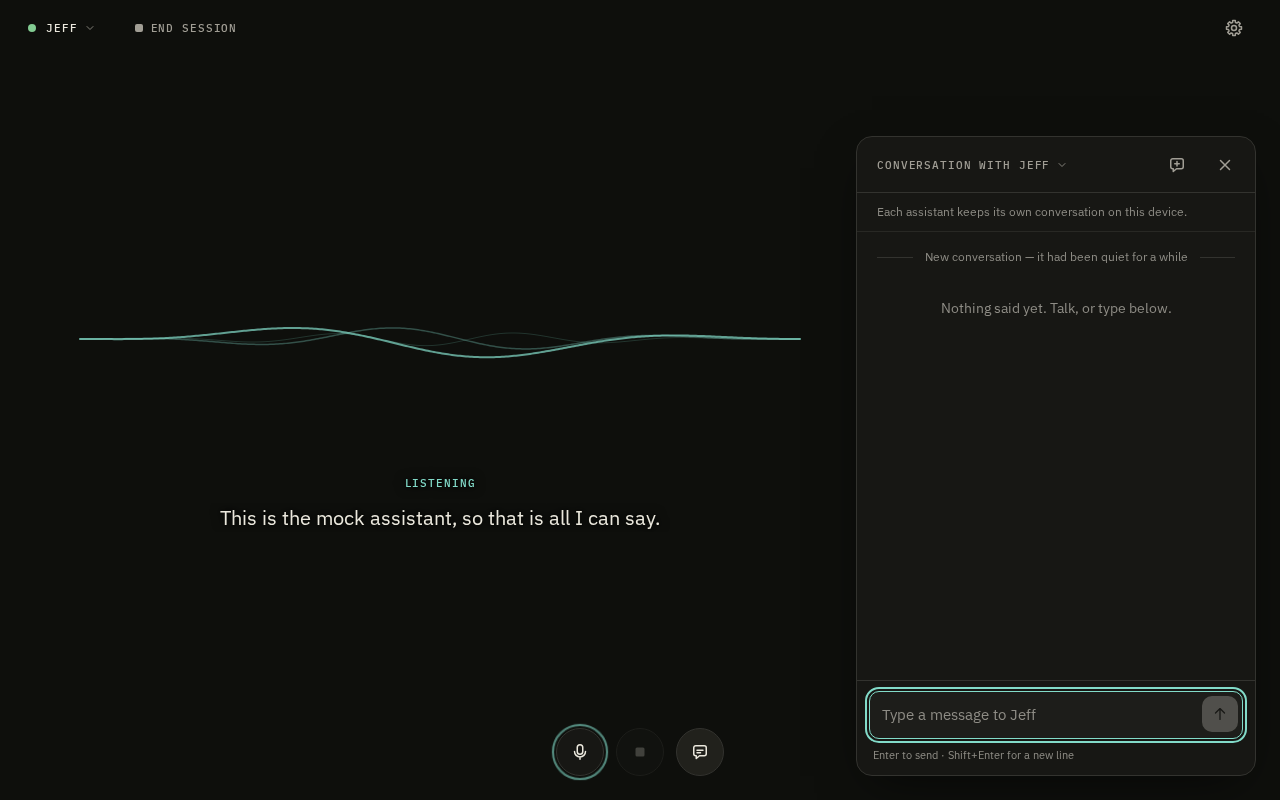 JEFF
END SESSION
CONVERSATION WITH JEFF
Each assistant keeps its own conversation on this device.
New conversation — it had been quiet for a while
Nothing said yet. Talk, or type below.
LISTENING
This is the mock assistant, so that is all I can say.
Type a message to Jeff
Enter to send · Shift+Enter for a new line